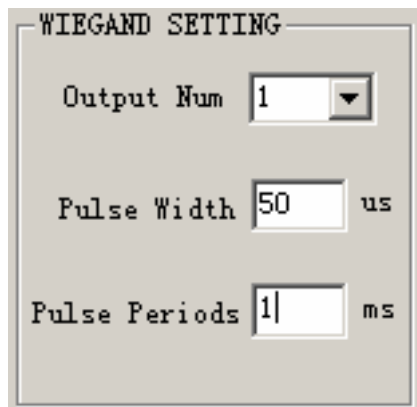 WIEGAND SETTING
Output Num 1
Pulse Width 50 us
Pulse Periods 1 ms